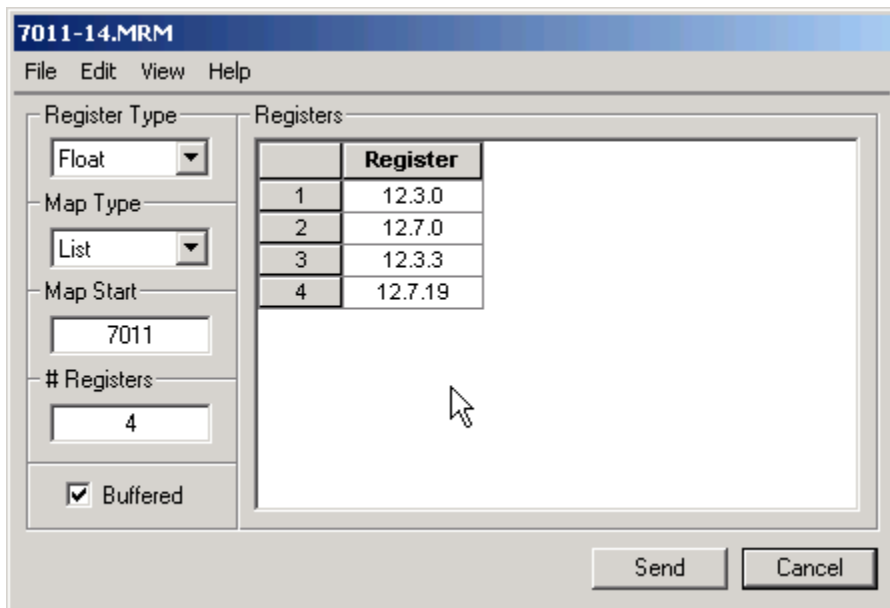 7011-14.MRM
File Edit View Help
Register Type
Float
Map Type
List
Map Start
7011
# Registers
4
Buffered
Registers
Register
1 12.3.0
2 12.7.0
3 12.3.3
4 12.7.19
Send Cancel